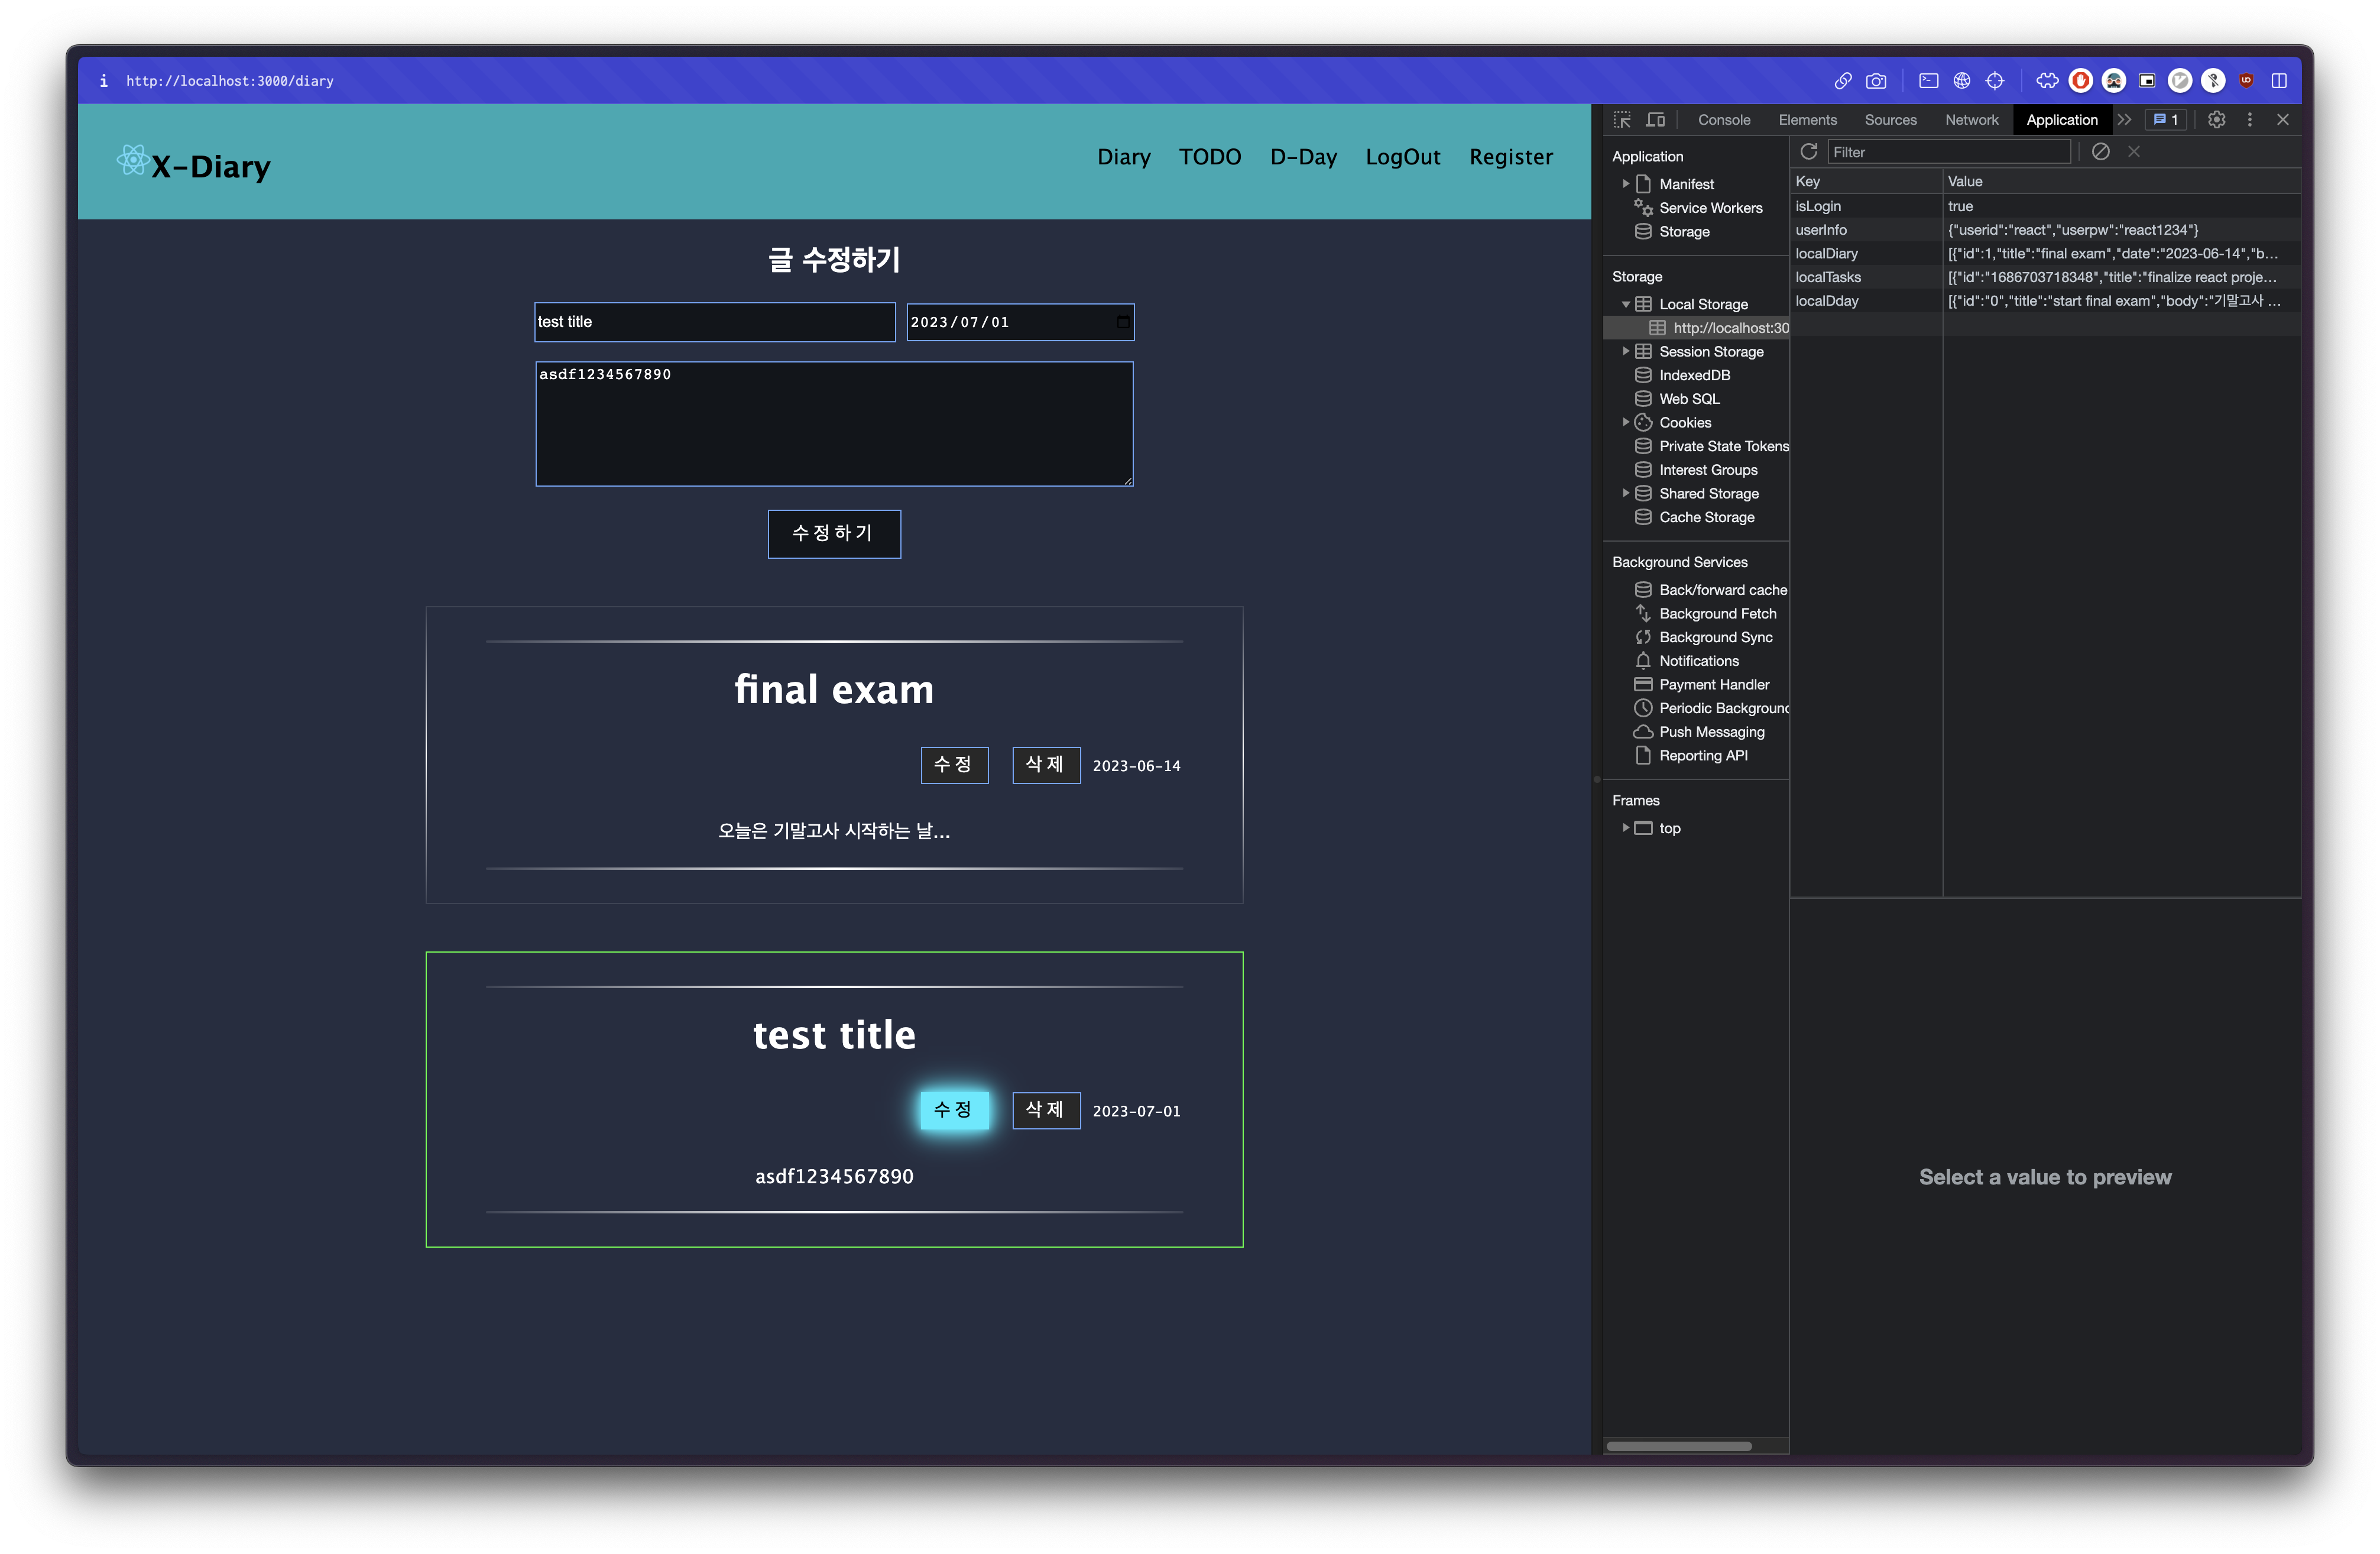 i http://localhost:3000/diary
X-Diary
Diary TODO D-Day LogOut Register
글 수정하기
test title 2023/07/01
asdf1234567890
수정하기
final exam
수정 삭제 2023-06-14
오늘은 기말고사 시작하는 날...
test title
수정 삭제 2023-07-01
asdf1234567890
Console Elements Sources Network Application 1
Application
Manifest
Service Workers
Storage
Storage
Local Storage
http://localhost:30
Session Storage
IndexedDB
Web SQL
Cookies
Private State Tokens
Interest Groups
Shared Storage
Cache Storage
Background Services
Back/forward cache
Background Fetch
Background Sync
Notifications
Payment Handler
Periodic Background
Push Messaging
Reporting API
Frames
top
Filter
Key Value
isLogin true
userInfo {"userid":"react","userpw":"react1234"}
localDiary [{"id":1,"title":"final exam","date":"2023-06-14","b...
localTasks [{"id":"1686703718348","title":"finalize react proje...
localDday [{"id":"0","title":"start final exam","body":"기말고사 ...
Select a value to preview